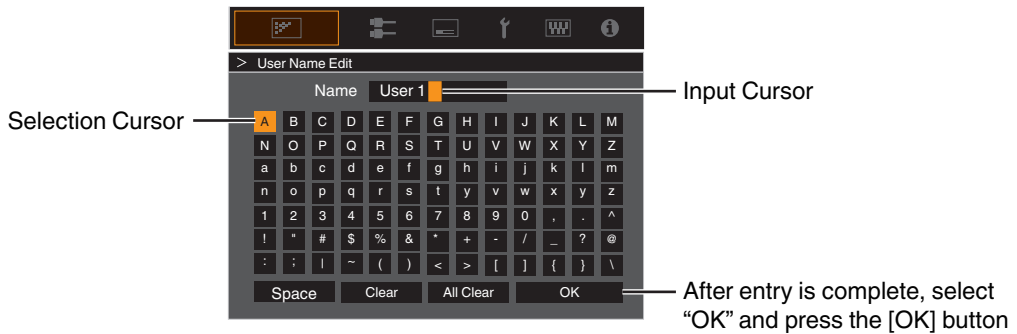 > User Name Edit
Name User 1
Input Cursor
Selection Cursor
A B C D E F G H I J K L M
N O P Q R S T U V W X Y Z
a b c d e f g h i j k l m
n o p q r s t y v w x y z
1 2 3 4 5 6 7 8 9 0 , . ^
! " # $ % & * + - / _ ? @
: ; | ~ ( ) < > [ ] { } \
Space Clear All Clear OK
After entry is complete, select
“OK” and press the [OK] button